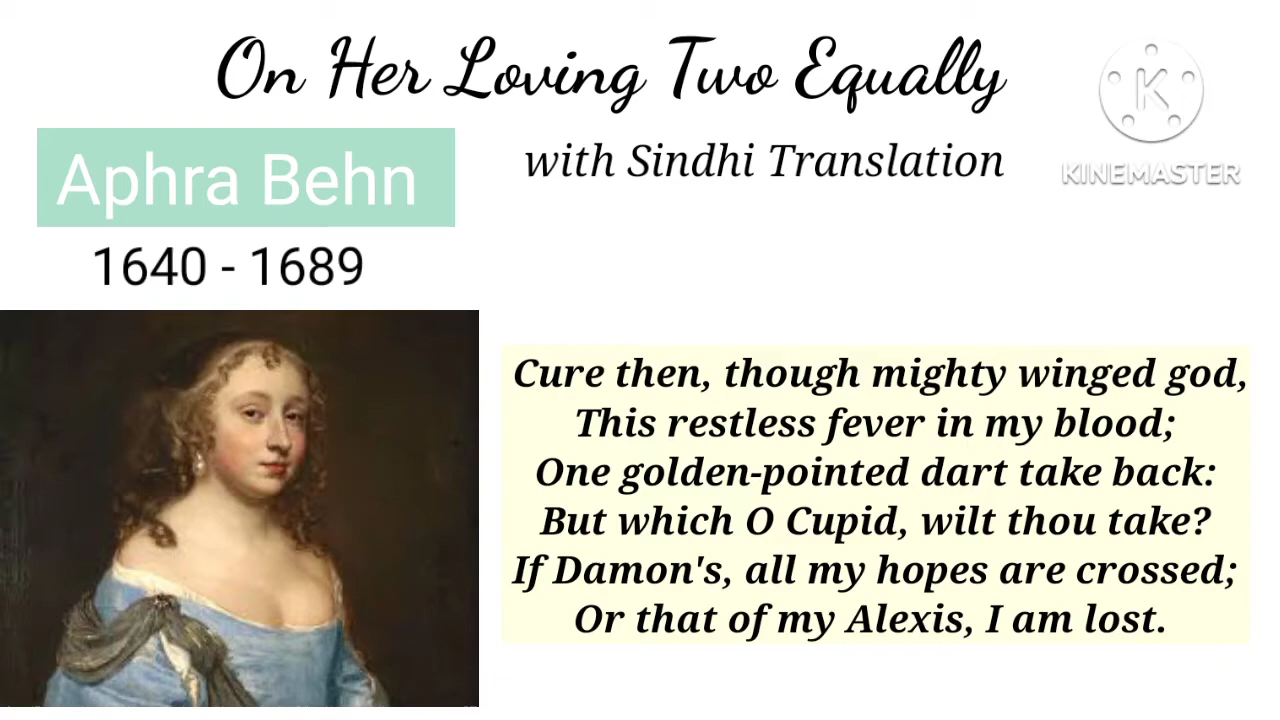 On Her Loving Two Equally
K
KINEMASTER
Aphra Behn
with Sindhi Translation
1640 - 1689
Cure then, though mighty winged god,
This restless fever in my blood;
One golden-pointed dart take back:
But which O Cupid, wilt thou take?
If Damon's, all my hopes are crossed;
Or that of my Alexis, I am lost.